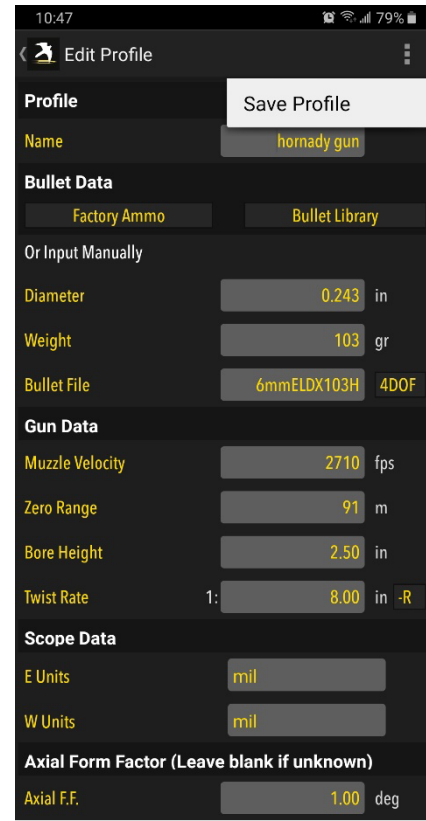 10:47 79%
Edit Profile
Profile Save Profile
Name hornady gun
Bullet Data
Factory Ammo Bullet Library
Or Input Manually
Diameter 0.243 in
Weight 103 gr
Bullet File 6mmELDX103H 4DOF
Gun Data
Muzzle Velocity 2710 fps
Zero Range 91 m
Bore Height 2.50 in
Twist Rate 1: 8.00 in -R
Scope Data
E Units mil
W Units mil
Axial Form Factor (Leave blank if unknown)
Axial F.F. 1.00 deg